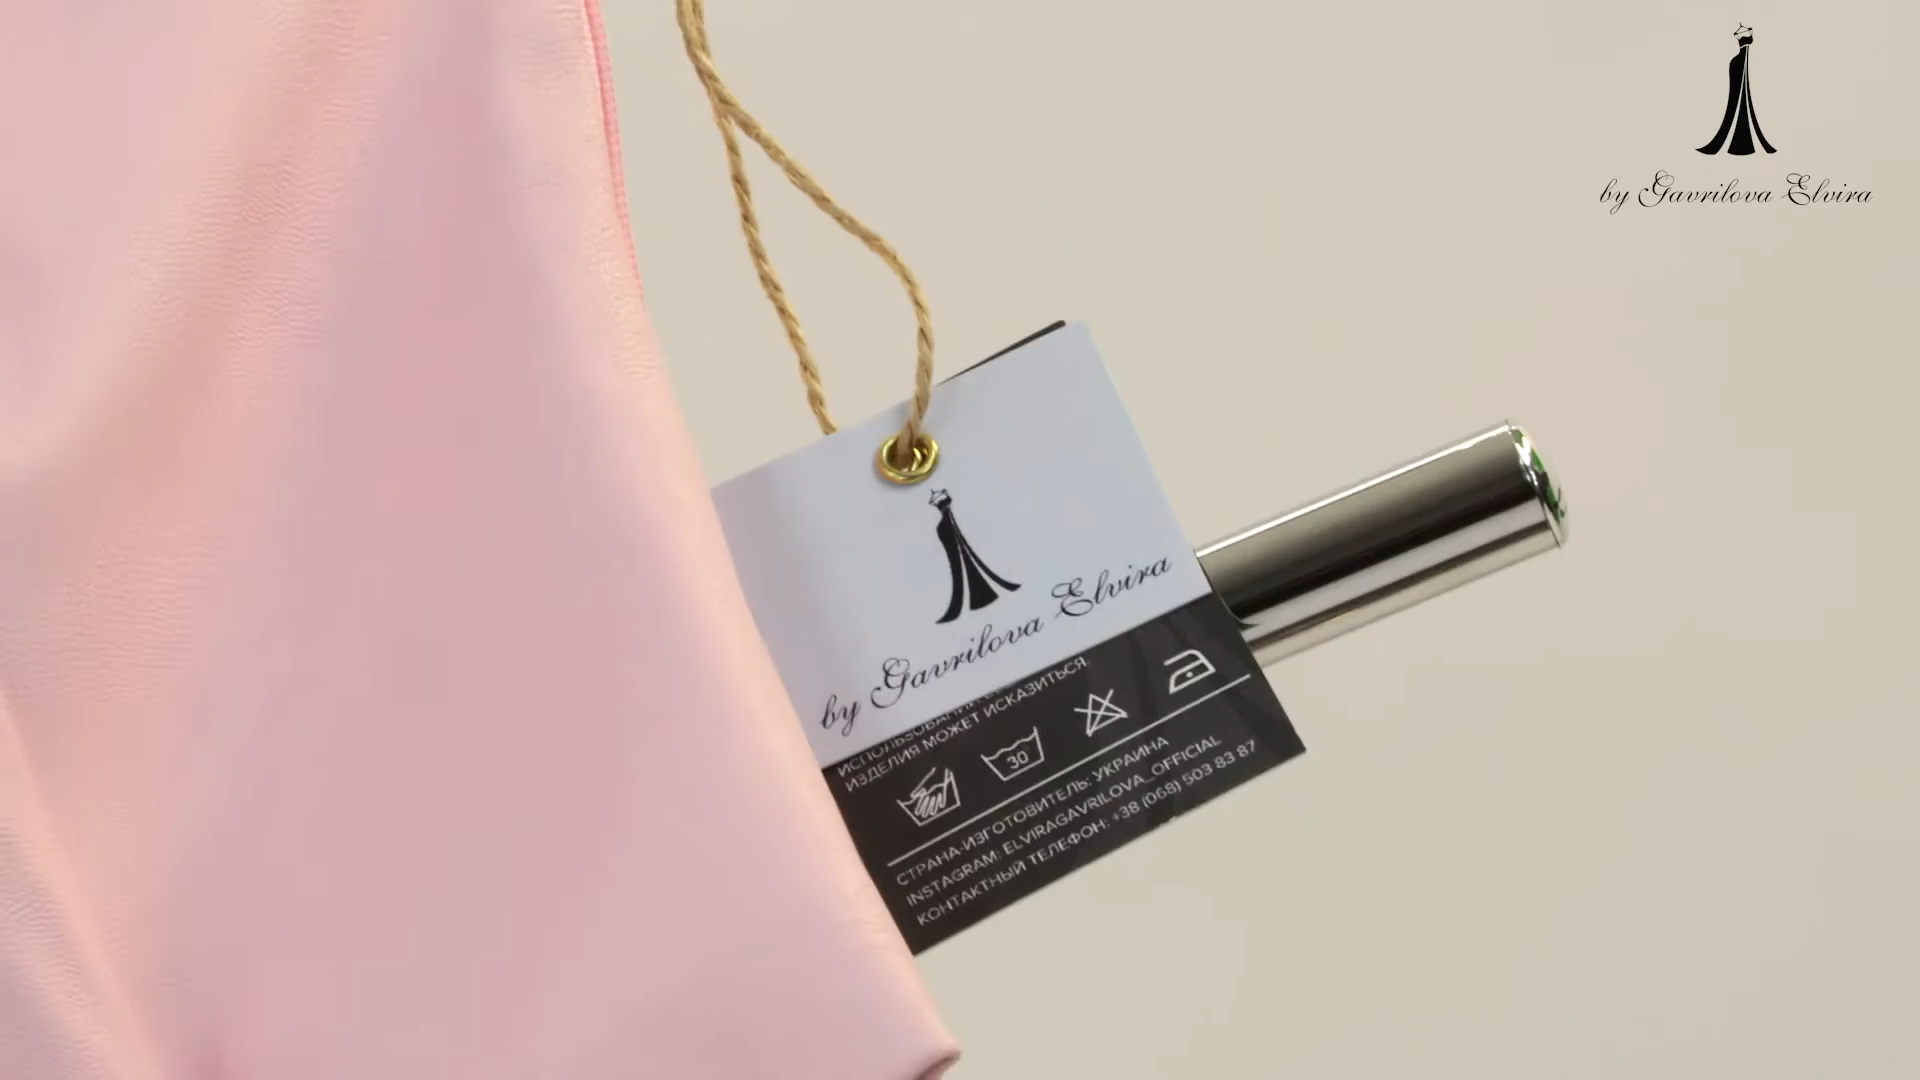 by Gavrilova Elvira
by Gavrilova Elvira
ИЗДЕЛИЯ МОЖЕТ ИСКАЗИТЬСЯ.
30
СТРАНА-ИЗГОТОВИТЕЛЬ: УКРАИНА
INSTAGRAM: ELVIRAGAVRILOVA_OFFICIAL
КОНТАКТНЫЙ ТЕЛЕФОН: +38 (068) 503 83 87